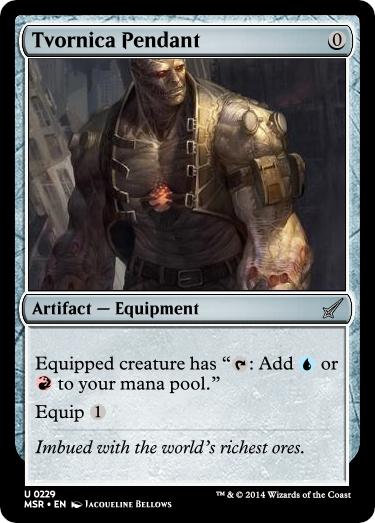 Tvornica Pendant 0
Artifact — Equipment
Equipped creature has “: Add or
to your mana pool.”
Equip 1
Imbued with the world's richest ores.
U 0229
MSR • EN Jacqueline Bellows
™ & © 2014 Wizards of the Coast